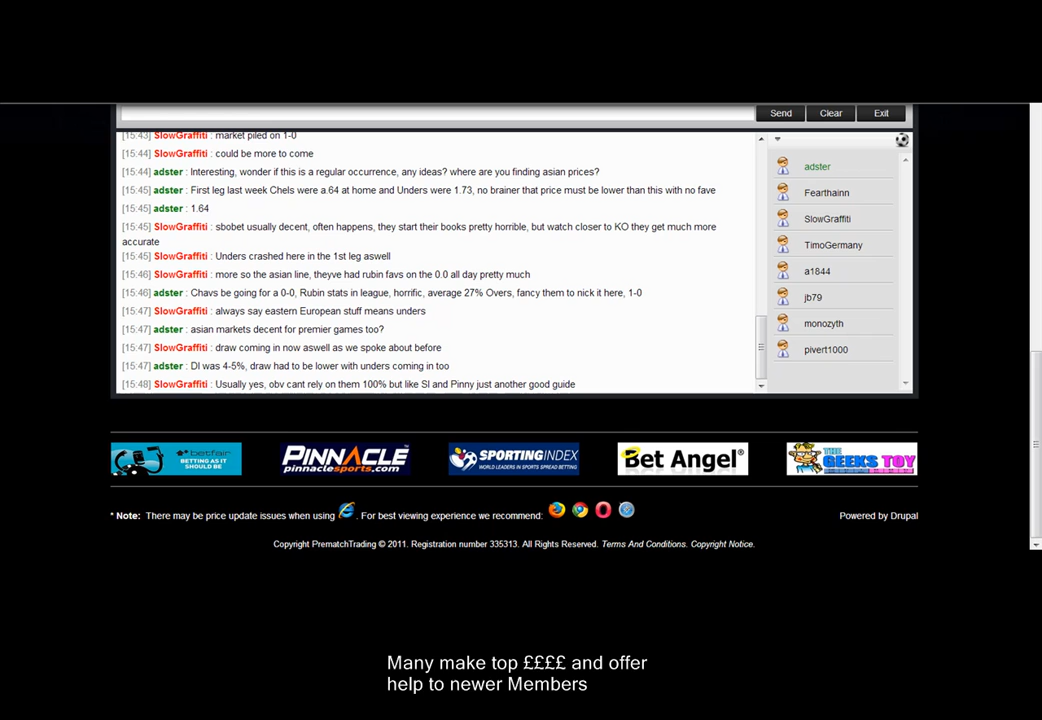 Send Clear Exit
[15:43] SlowGraffiti : market piled on 1-0
[15:44] SlowGraffiti : could be more to come
[15:44] adster : Interesting, wonder if this is a regular occurrence, any ideas? where are you finding asian prices?
[15:45] adster : First leg last week Chels were a.64 at home and Unders were 1.73, no brainer that price must be lower than this with no fave
[15:45] adster : 1.64
[15:45] SlowGraffiti : sbobet usually decent, often happens, they start their books pretty horrible, but watch closer to KO they get much more
accurate
[15:45] SlowGraffiti : Unders crashed here in the 1st leg aswell
[15:46] SlowGraffiti : more so the asian line, theyve had rubin favs on the 0.0 all day pretty much
[15:46] adster : Chavs be going for a 0-0, Rubin stats in league, horrific, average 27% Overs, fancy them to nick it here, 1-0
[15:47] SlowGraffiti : always say eastern European stuff means unders
[15:47] adster : asian markets decent for premier games too?
[15:47] SlowGraffiti : draw coming in now aswell as we spoke about before
[15:47] adster : DI was 4-5%, draw had to be lower with unders coming in too
[15:48] SlowGraffiti : Usually yes, obv cant rely on them 100% but like SI and Pinny just another good guide
adster
Fearthainn
SlowGraffiti
TimoGermany
a1844
jb79
monozyth
pivert1000
betfair
BETTING AS IT
SHOULD BE
PINNACLE
pinnaclesports.com
SPORTINGINDEX
WORLD LEADERS IN SPORTS SPREAD BETTING
Bet Angel®
THE
GEEKS TOY
* Note: There may be price update issues when using . For best viewing experience we recommend:
Powered by Drupal
Copyright PrematchTrading © 2011. Registration number 335313. All Rights Reserved. Terms And Conditions. Copyright Notice.
Many make top ££££ and offer
help to newer Members